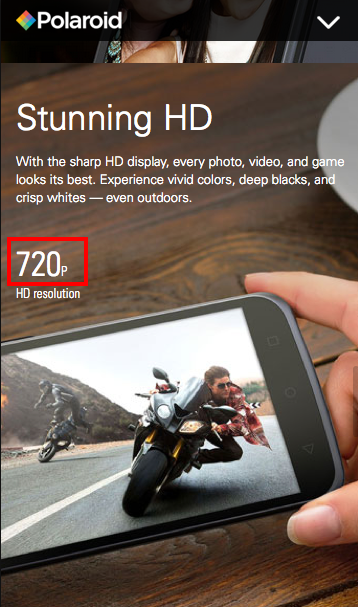 Polaroid
Stunning HD
With the sharp HD display, every photo, video, and game
looks its best. Experience vivid colors, deep blacks, and
crisp whites — even outdoors.
720P
HD resolution